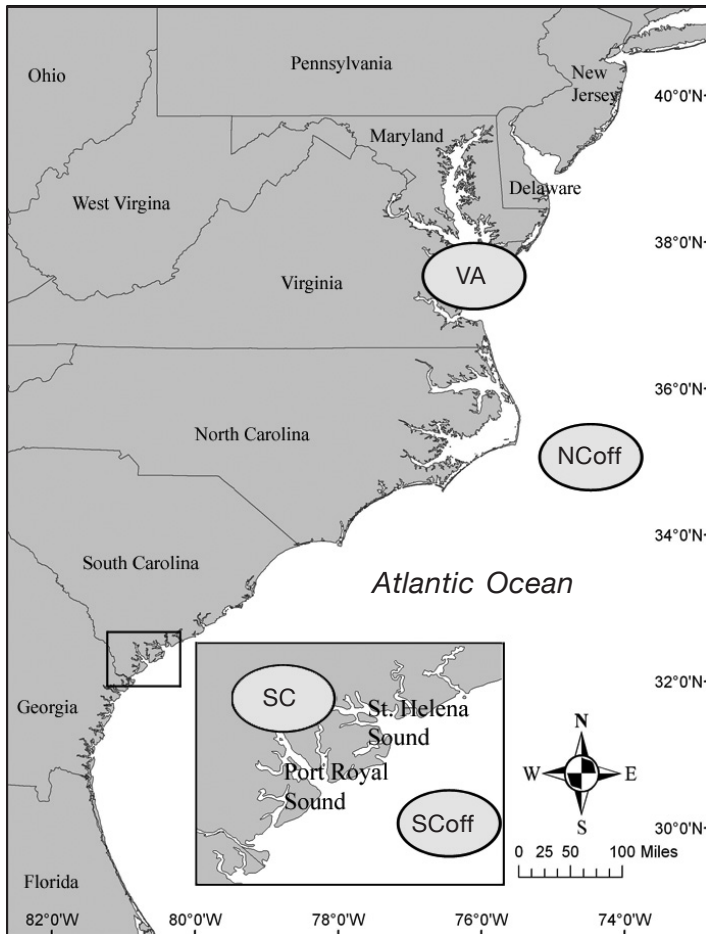 Ohio
Pennsylvania
New
Jersey
40°0'N
Maryland
West Virgina
Delaware
38°0'N
VA
Virginia
36°0'N
North Carolina
NCoff
34°0'N
South Carolina
Atlantic Ocean
32°0'N
Georgia
SC
St. Helena
Sound
Port Royal
Sound
SCoff
N
W
E
S
30°0'N
0 25 50 100 Miles
Florida
82°0'W
80°0'W
78°0'W
76°0'W
74°0'W